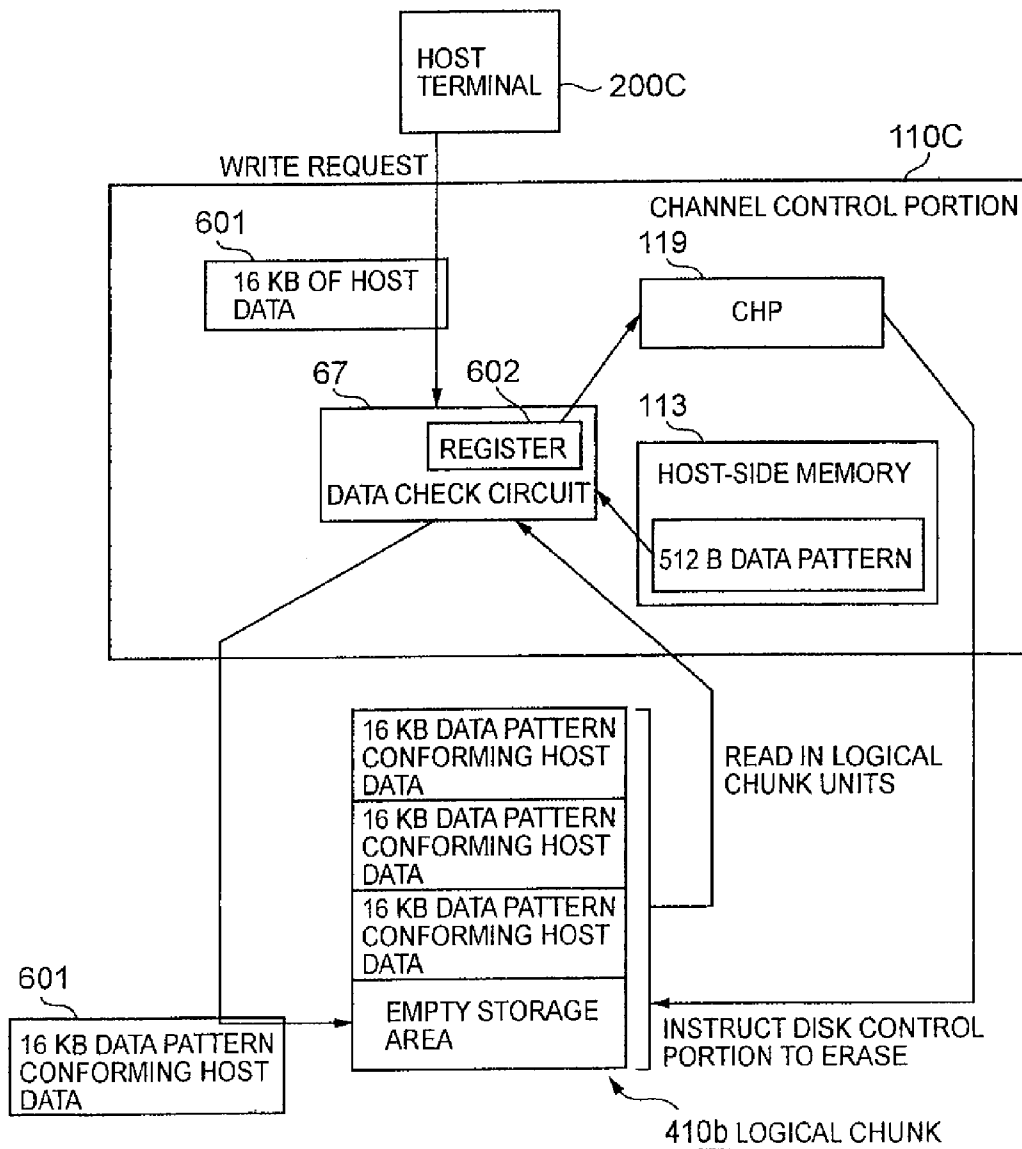 HOST
TERMINAL
200C
WRITE REQUEST
110C
CHANNEL CONTROL PORTION
601
16 KB OF HOST
DATA
119
CHP
67
602
REGISTER
DATA CHECK CIRCUIT
113
HOST-SIDE MEMORY
512 B DATA PATTERN
16 KB DATA PATTERN
CONFORMING HOST
DATA
16 KB DATA PATTERN
CONFORMING HOST
DATA
16 KB DATA PATTERN
CONFORMING HOST
DATA
EMPTY STORAGE
AREA
READ IN LOGICAL
CHUNK UNITS
601
16 KB DATA PATTERN
CONFORMING HOST
DATA
INSTRUCT DISK CONTROL
PORTION TO ERASE
410b LOGICAL CHUNK